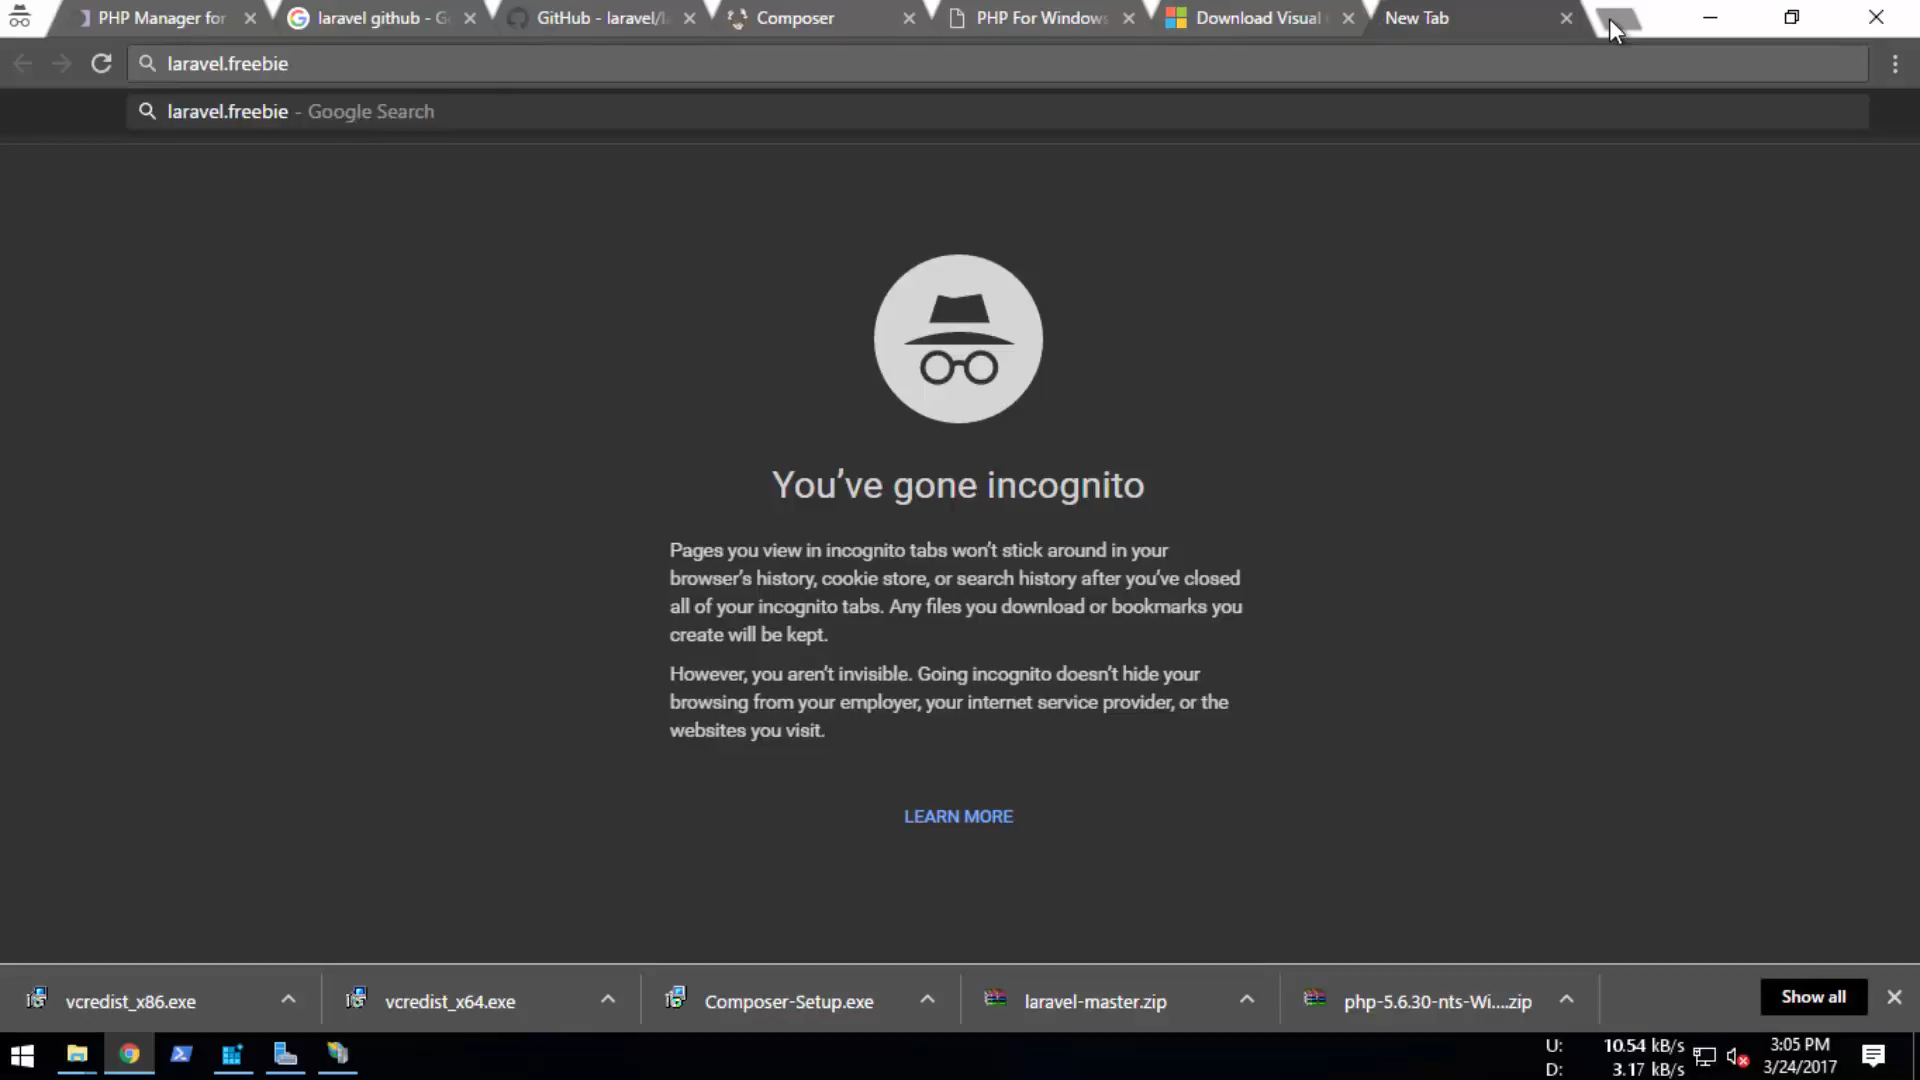 PHP Manager for
laravel github - G
GitHub - laravel/l
Composer
PHP For Windows
Download Visual
New Tab
laravel.freebie
laravel.freebie - Google Search
You've gone incognito
Pages you view in incognito tabs won't stick around in your
browser's history, cookie store, or search history after you've closed
all of your incognito tabs. Any files you download or bookmarks you
create will be kept.
However, you aren't invisible. Going incognito doesn't hide your
browsing from your employer, your internet service provider, or the
websites you visit.
LEARN MORE
vcredist_x86.exe
vcredist_x64.exe
Composer-Setup.exe
laravel-master.zip
php-5.6.30-nts-Wi....zip
Show all
U: 10.54 kB/s
D: 3.17 kB/s
3:05 PM
3/24/2017